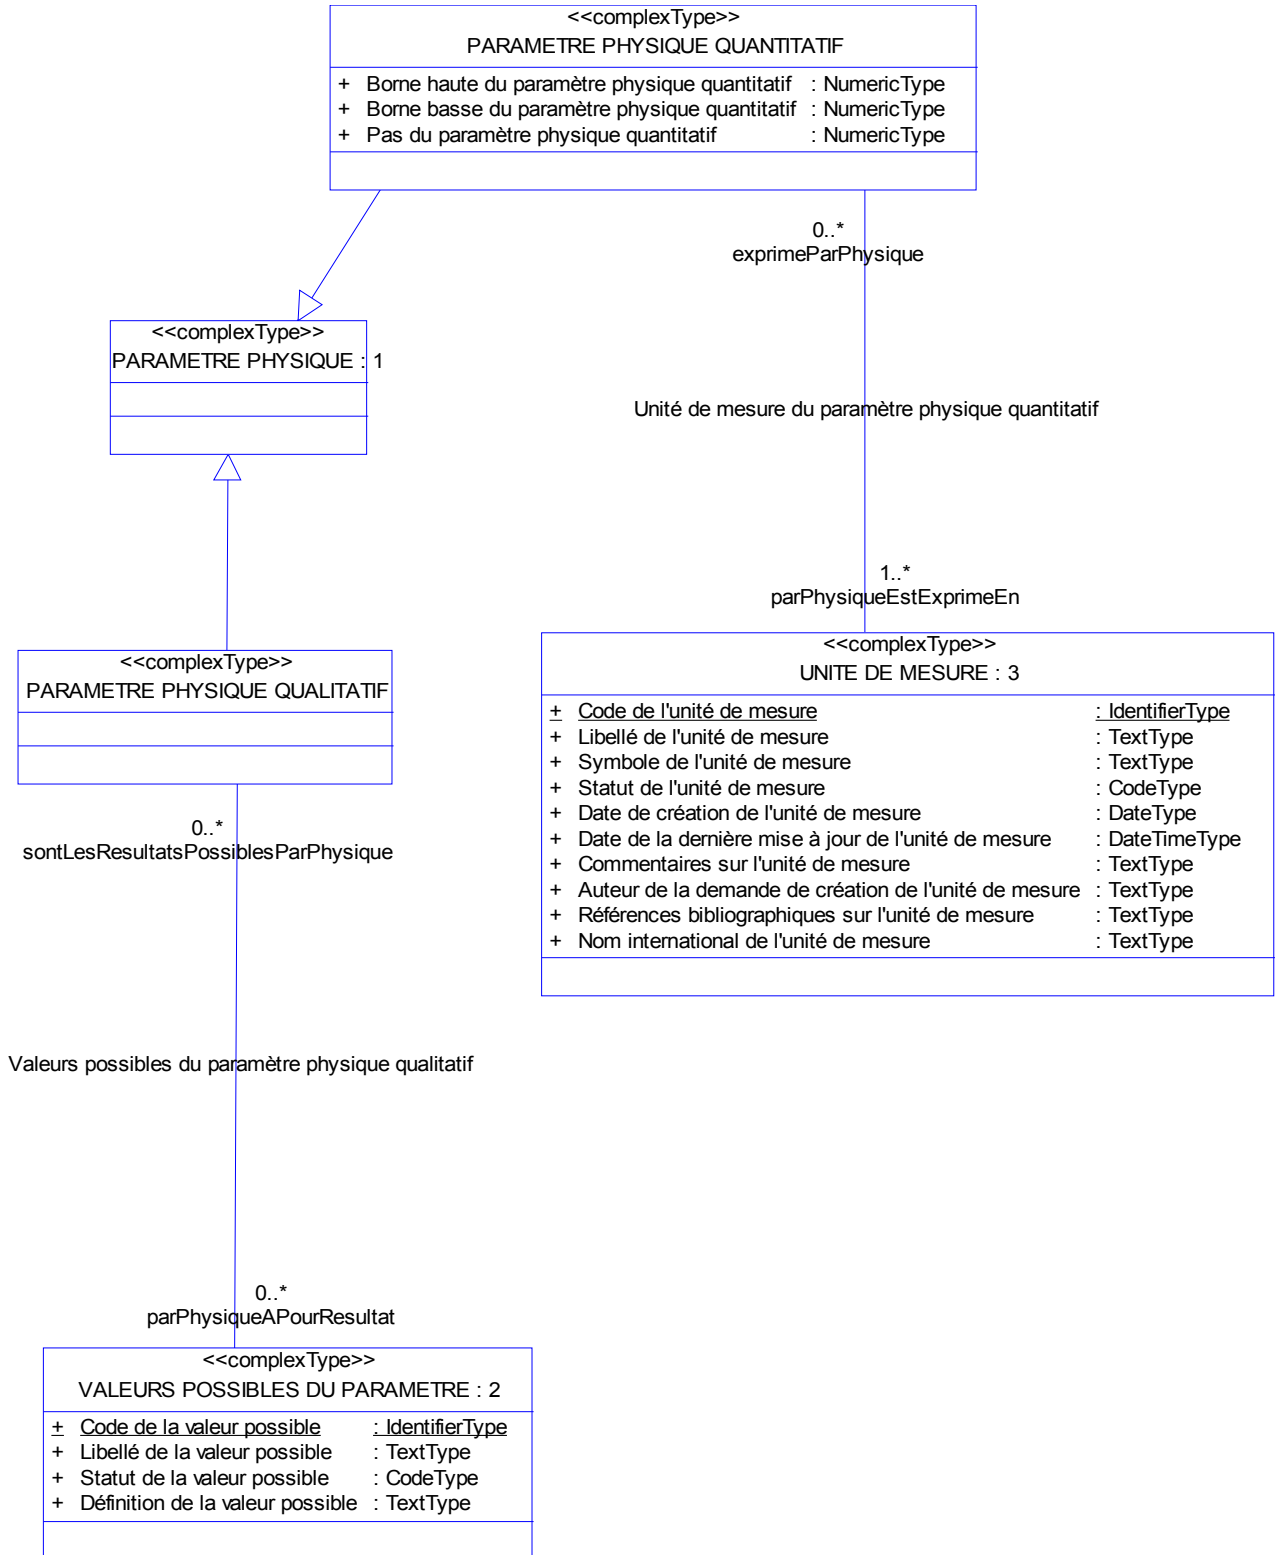 <<complexType>>
PARAMETRE PHYSIQUE QUANTITATIF
+ Borne haute du paramètre physique quantitatif : NumericType
+ Borne basse du paramètre physique quantitatif : NumericType
+ Pas du paramètre physique quantitatif : NumericType
0..*
exprimeParPhysique
<<complexType>>
PARAMETRE PHYSIQUE : 1
Unité de mesure du paramètre physique quantitatif
1..*
parPhysiqueEstExprimeEn
<<complexType>>
PARAMETRE PHYSIQUE QUALITATIF
<<complexType>>
UNITE DE MESURE : 3
+ Code de l'unité de mesure : IdentifierType
+ Libellé de l'unité de mesure : TextType
+ Symbole de l'unité de mesure : TextType
+ Statut de l'unité de mesure : CodeType
+ Date de création de l'unité de mesure : DateType
+ Date de la dernière mise à jour de l'unité de mesure : DateTimeType
+ Commentaires sur l'unité de mesure : TextType
+ Auteur de la demande de création de l'unité de mesure : TextType
+ Références bibliographiques sur l'unité de mesure : TextType
+ Nom international de l'unité de mesure : TextType
0..*
sontLesResultatsPossiblesParPhysique
Valeurs possibles du paramètre physique qualitatif
0..*
parPhysiqueAPourResultat
<<complexType>>
VALEURS POSSIBLES DU PARAMETRE : 2
+ Code de la valeur possible : IdentifierType
+ Libellé de la valeur possible : TextType
+ Statut de la valeur possible : CodeType
+ Définition de la valeur possible : TextType